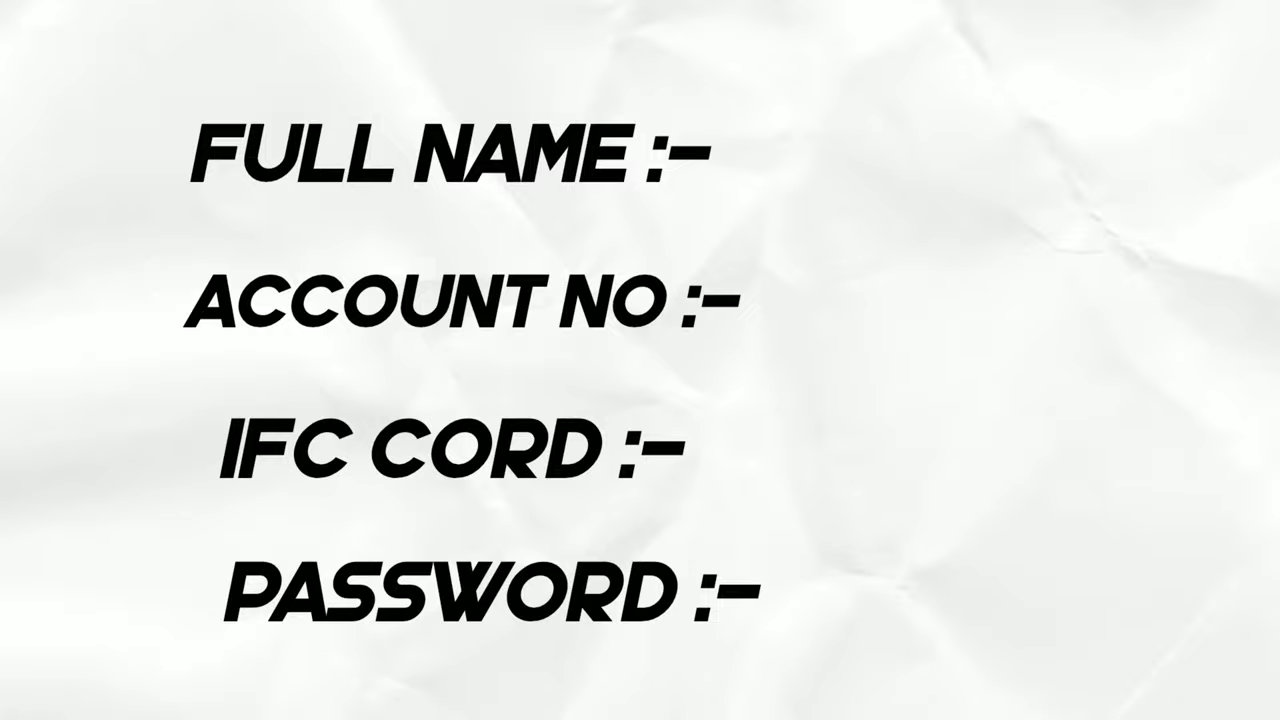 FULL NAME :-
ACCOUNT NO :-
IFC CORD :-
PASSWORD :-